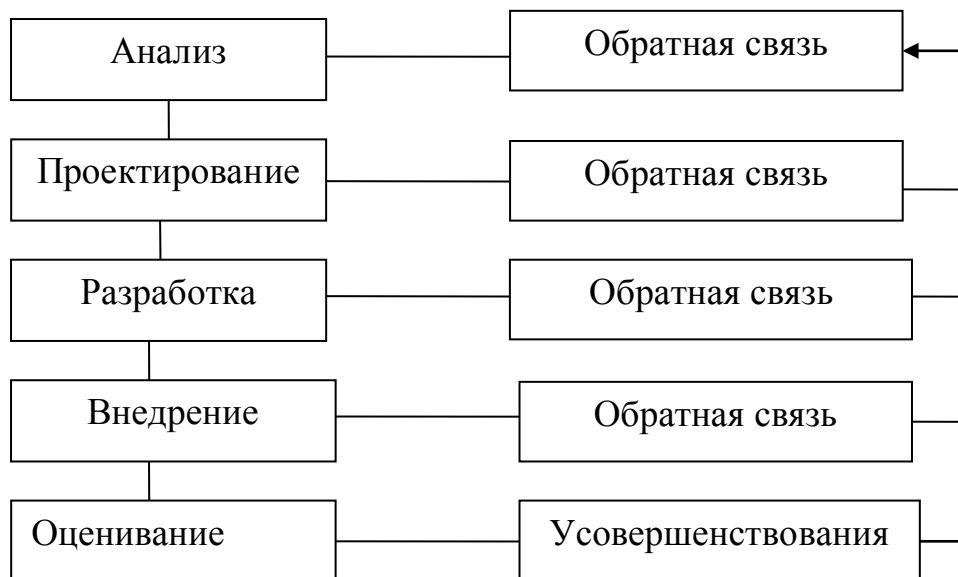 Анализ
Обратная связь
Проектирование
Обратная связь
Разработка
Обратная связь
Внедрение
Обратная связь
Оценивание
Усовершенствования